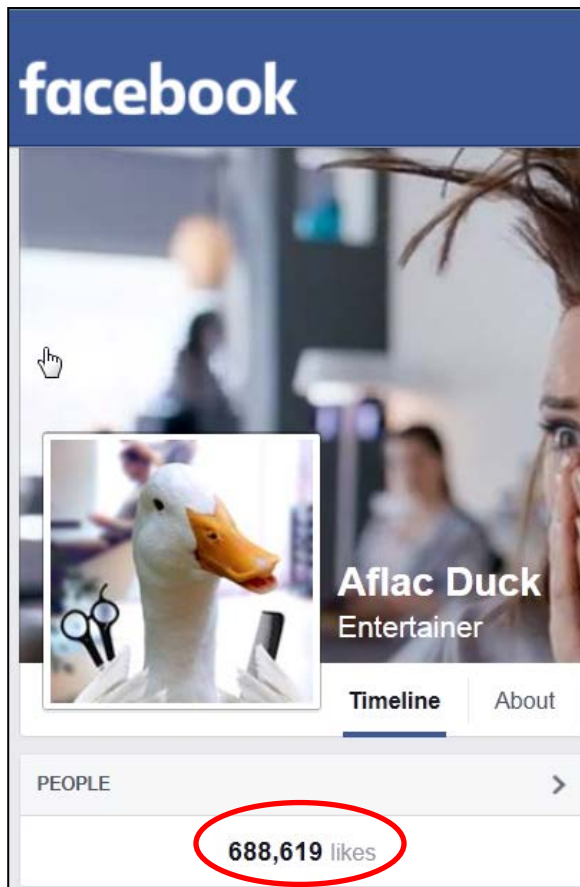 facebook
Aflac Duck
Entertainer
Timeline About
PEOPLE
688,619 likes